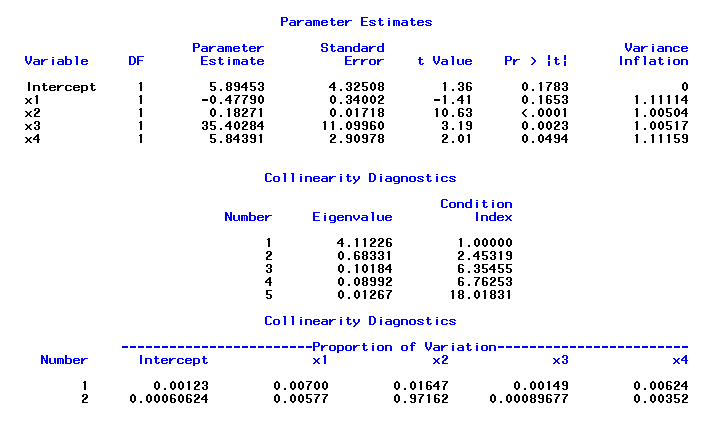 Parameter Estimates
Parameter Standard Variance
Variable DF Estimate Error t Value Pr > |t| Inflation
Intercept 1 5.89453 4.32508 1.36 0.1783 0
x1 1 -0.47790 0.34002 -1.41 0.1653 1.11114
x2 1 0.18271 0.01718 10.63 <.0001 1.00504
x3 1 35.40284 11.09960 3.19 0.0023 1.00517
x4 1 5.84391 2.90978 2.01 0.0494 1.11159
Collinearity Diagnostics
Condition
Number Eigenvalue Index
1 4.11226 1.00000
2 0.68331 2.45319
3 0.10184 6.35455
4 0.08992 6.76253
5 0.01267 18.01831
Collinearity Diagnostics
------------------------Proportion of Variation------------------------
Number Intercept x1 x2 x3 x4
1 0.00123 0.00700 0.01647 0.00149 0.00624
2 0.00060624 0.00577 0.97162 0.00089677 0.00352